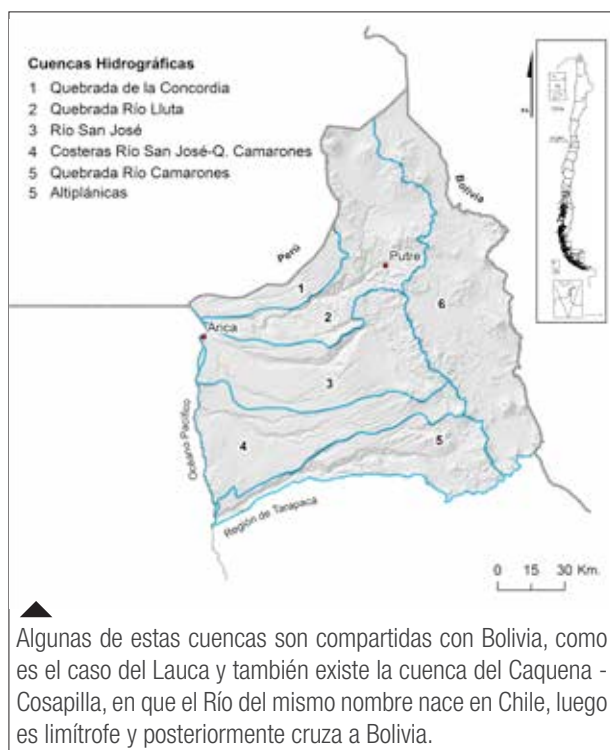 Cuencas Hidrográficas
1 Quebrada de la Concordia
2 Quebrada Río Lluta
3 Río San José
4 Costeras Río San José-Q. Camarones
5 Quebrada Río Camarones
5 Altiplánicas
Perú
Bolivia
Putre
Arica
1
2
6
3
4
5
Océano Pacífico
Región de Tarapacá
0 15 30 Km.
Algunas de estas cuencas son compartidas con Bolivia, como
es el caso del Lauca y también existe la cuenca del Caquena -
Cosapilla, en que el Río del mismo nombre nace en Chile, luego
es limítrofe y posteriormente cruza a Bolivia.